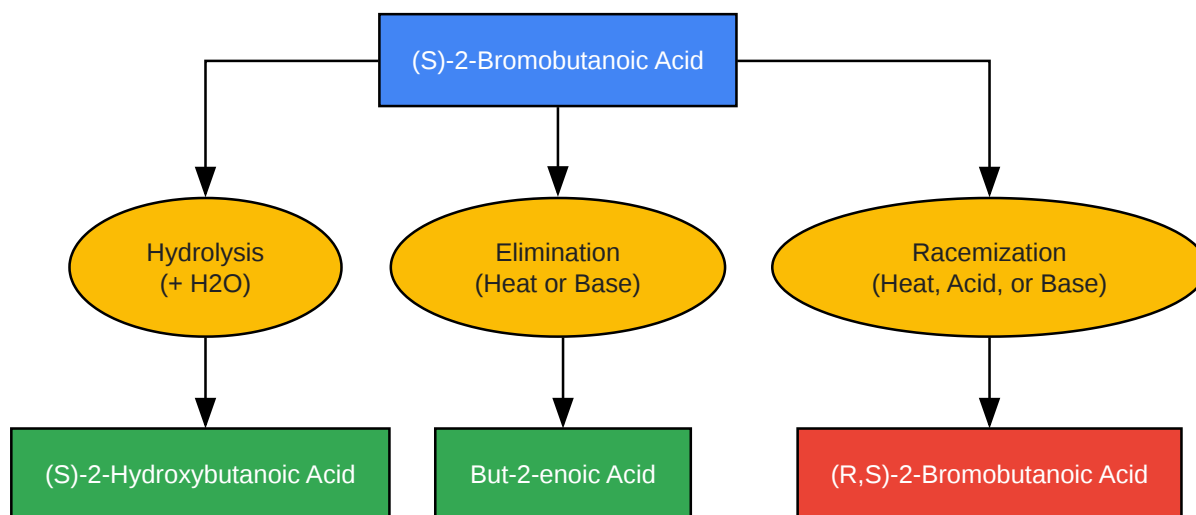 (S)-2-Bromobutanoic Acid
Hydrolysis
(+ H2O)
Elimination
(Heat or Base)
Racemization
(Heat, Acid, or Base)
(S)-2-Hydroxybutanoic Acid
But-2-enoic Acid
(R,S)-2-Bromobutanoic Acid